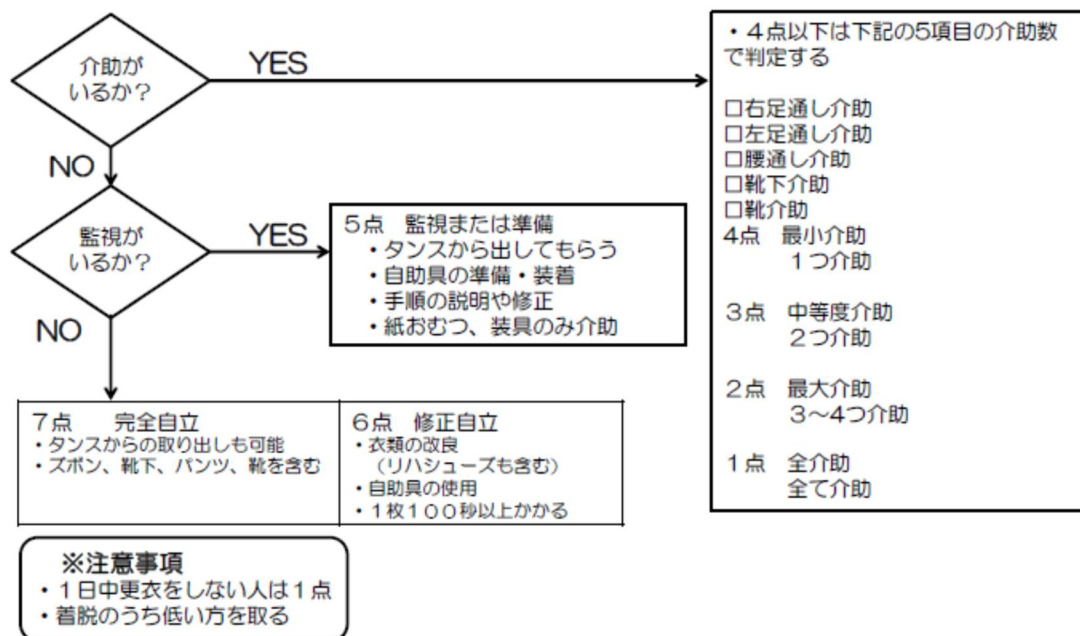 介助が
いるか?
YES
NO
監視が
いるか?
YES
NO
5点 監視または準備
・タンスから出してもらう
・自助具の準備・装着
・手順の説明や修正
・紙おむつ、装具のみ介助
7点 完全自立
・タンスからの取り出しも可能
・ズボン、靴下、パンツ、靴を含む
6点 修正自立
・衣類の改良
(リハシューズも含む)
・自助具の使用
・1枚100秒以上かかる
・4点以下は下記の5項目の介助数
で判定する
□右足通し介助
□左足通し介助
□腰通し介助
□靴下介助
□靴介助
4点 最小介助
1つ介助
3点 中等度介助
2つ介助
2点 最大介助
3~4つ介助
1点 全介助
全て介助
※注意事項
・1日中更衣をしない人は1点
・着脱のうち低い方を取る